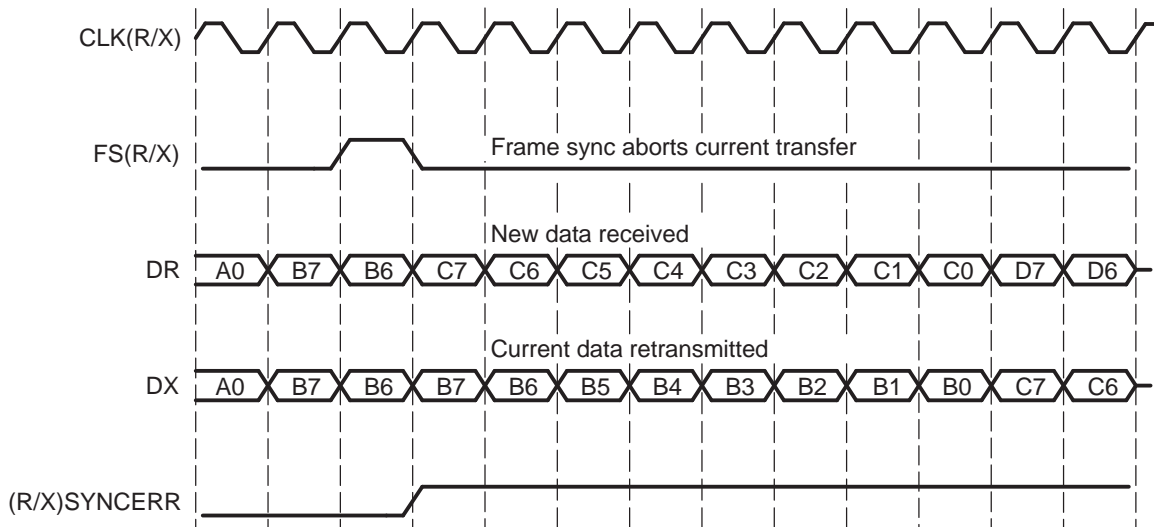 CLK(R/X)
FS(R/X)
Frame sync aborts current transfer
New data received
DR A0 B7 B6 C7 C6 C5 C4 C3 C2 C1 C0 D7 D6
Current data retransmitted
DX A0 B7 B6 B7 B6 B5 B4 B3 B2 B1 B0 C7 C6
(R/X)SYNCERR